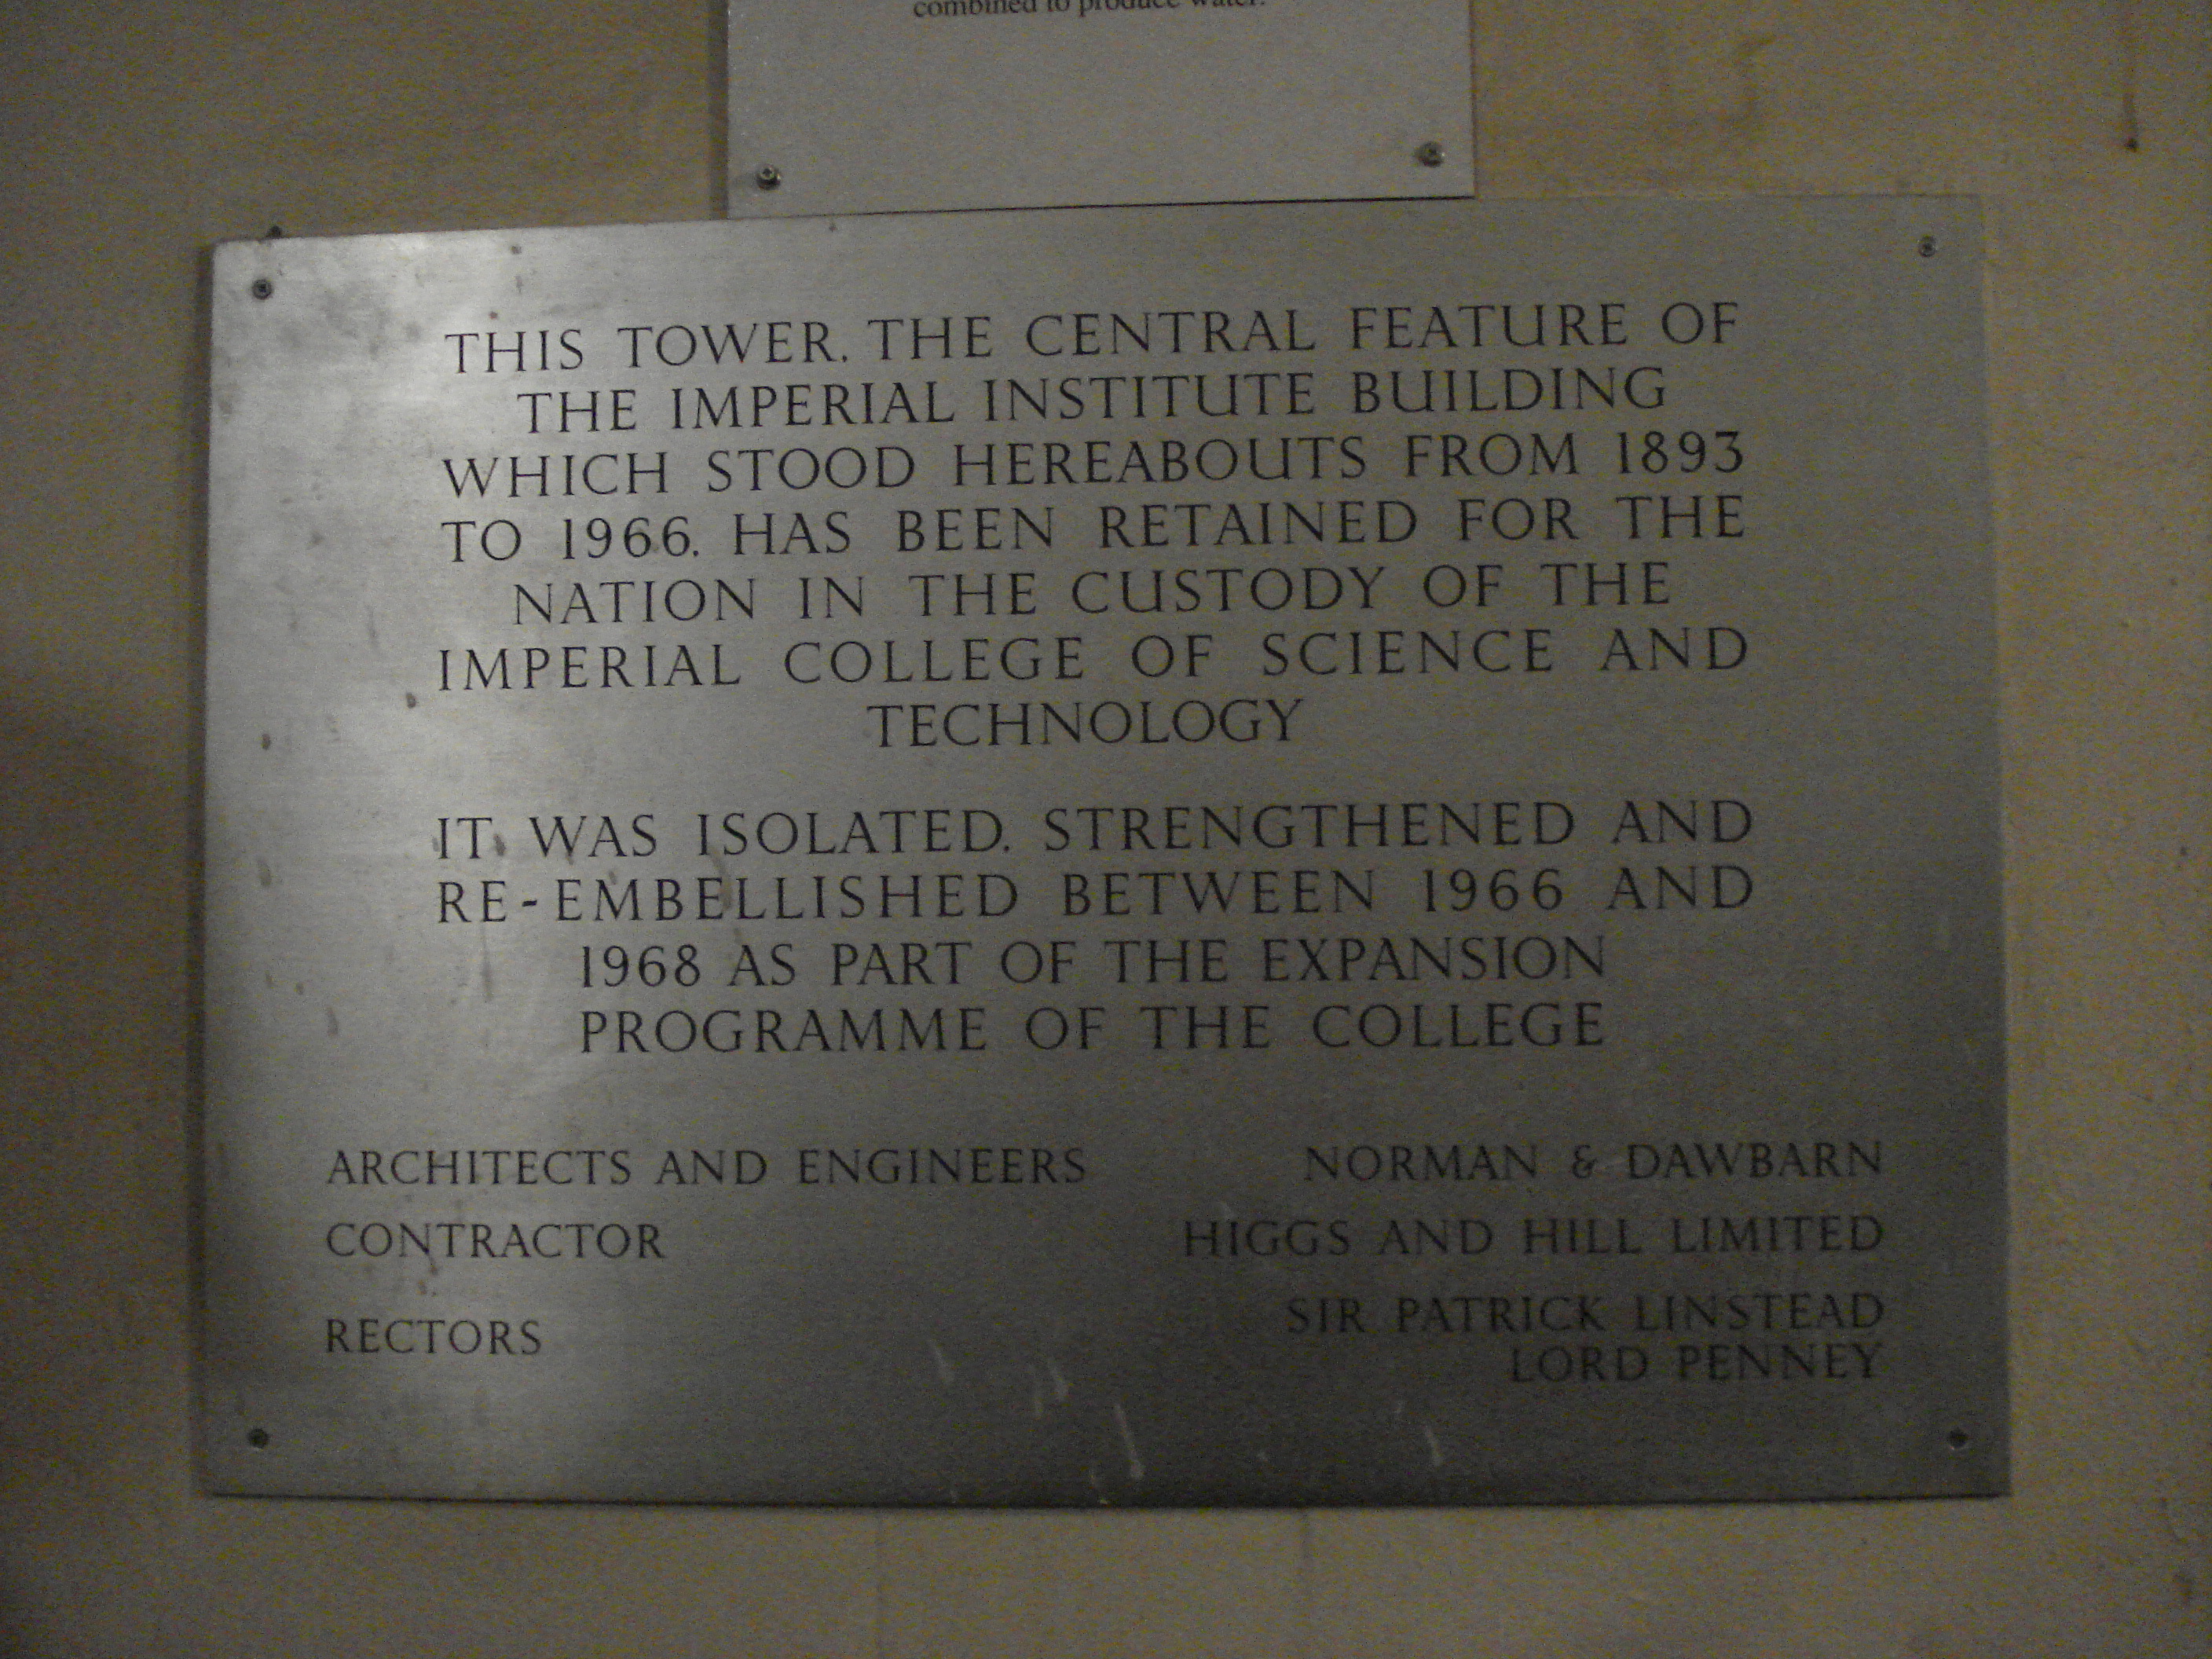 combined to produce water.
THIS TOWER. THE CENTRAL FEATURE OF
THE IMPERIAL INSTITUTE BUILDING
WHICH STOOD HEREABOUTS FROM 1893
TO 1966. HAS BEEN RETAINED FOR THE
NATION IN THE CUSTODY OF THE
IMPERIAL COLLEGE OF SCIENCE AND
TECHNOLOGY
IT WAS ISOLATED. STRENGTHENED AND
RE-EMBELLISHED BETWEEN 1966 AND
1968 AS PART OF THE EXPANSION
PROGRAMME OF THE COLLEGE
ARCHITECTS AND ENGINEERS NORMAN & DAWBARN
CONTRACTOR HIGGS AND HILL LIMITED
RECTORS SIR PATRICK LINSTEAD
LORD PENNEY